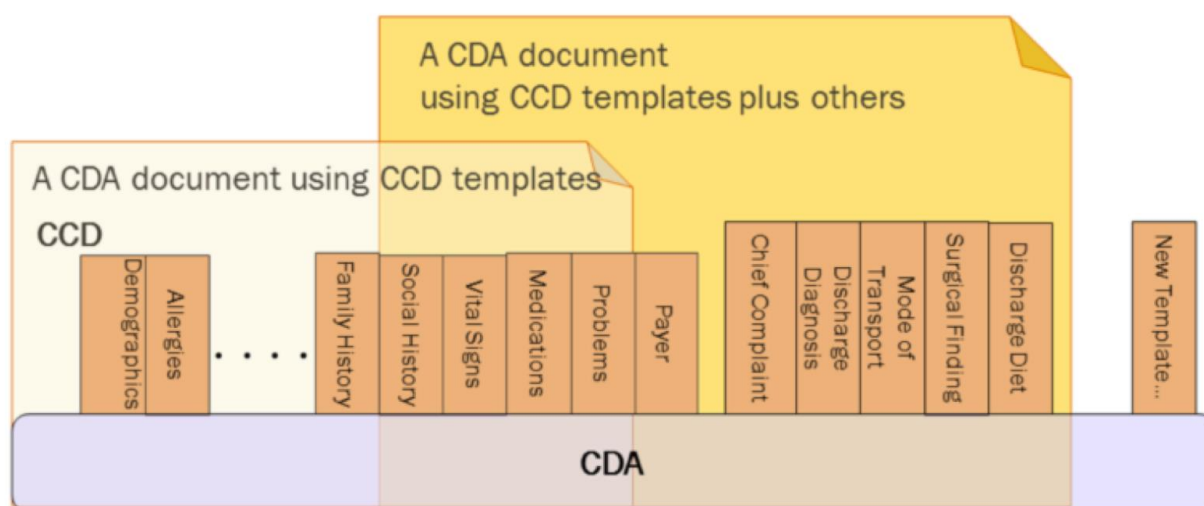 A CDA document
using CCD templates plus others
A CDA document using CCD templates
CCD
Demographics
Allergies
. . . .
Family History
Social History
Vital Signs
Medications
Problems
Payer
Chief Complaint
Discharge
Diagnosis
Mode of
Transport
Surgical Finding
Discharge Diet
New Template...
CDA